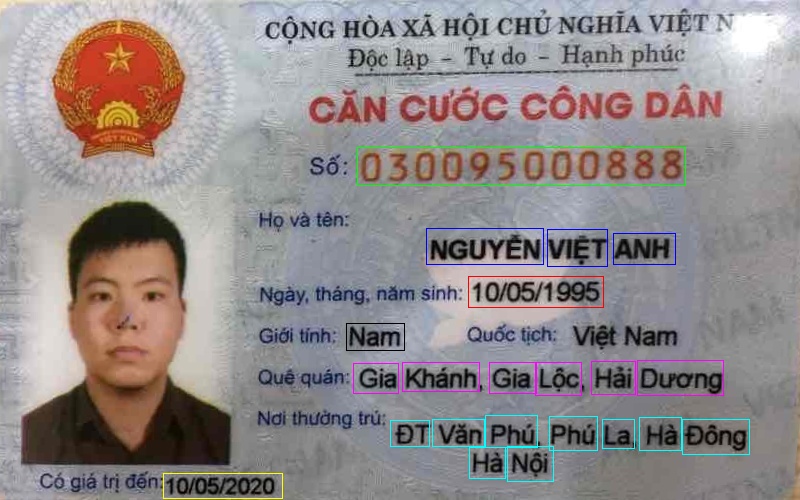 CỘNG HÒA XÃ HỘI CHỦ NGHĨA VIỆT
Độc lập - Tự do - Hạnh phúc
CĂN CƯỚC CÔNG DÂN
Số: 030095000888
Họ và tên:
NGUYỄN VIỆT ANH
Ngày, tháng, năm sinh: 10/05/1995
Giới tính: Nam Quốc tịch: Việt Nam
Quê quán: Gia Khánh, Gia Lộc, Hải Dương
Nơi thường trú: ĐT Văn Phú, Phú La, Hà Đông
Hà Nội
Có giá trị đến: 10/05/2020